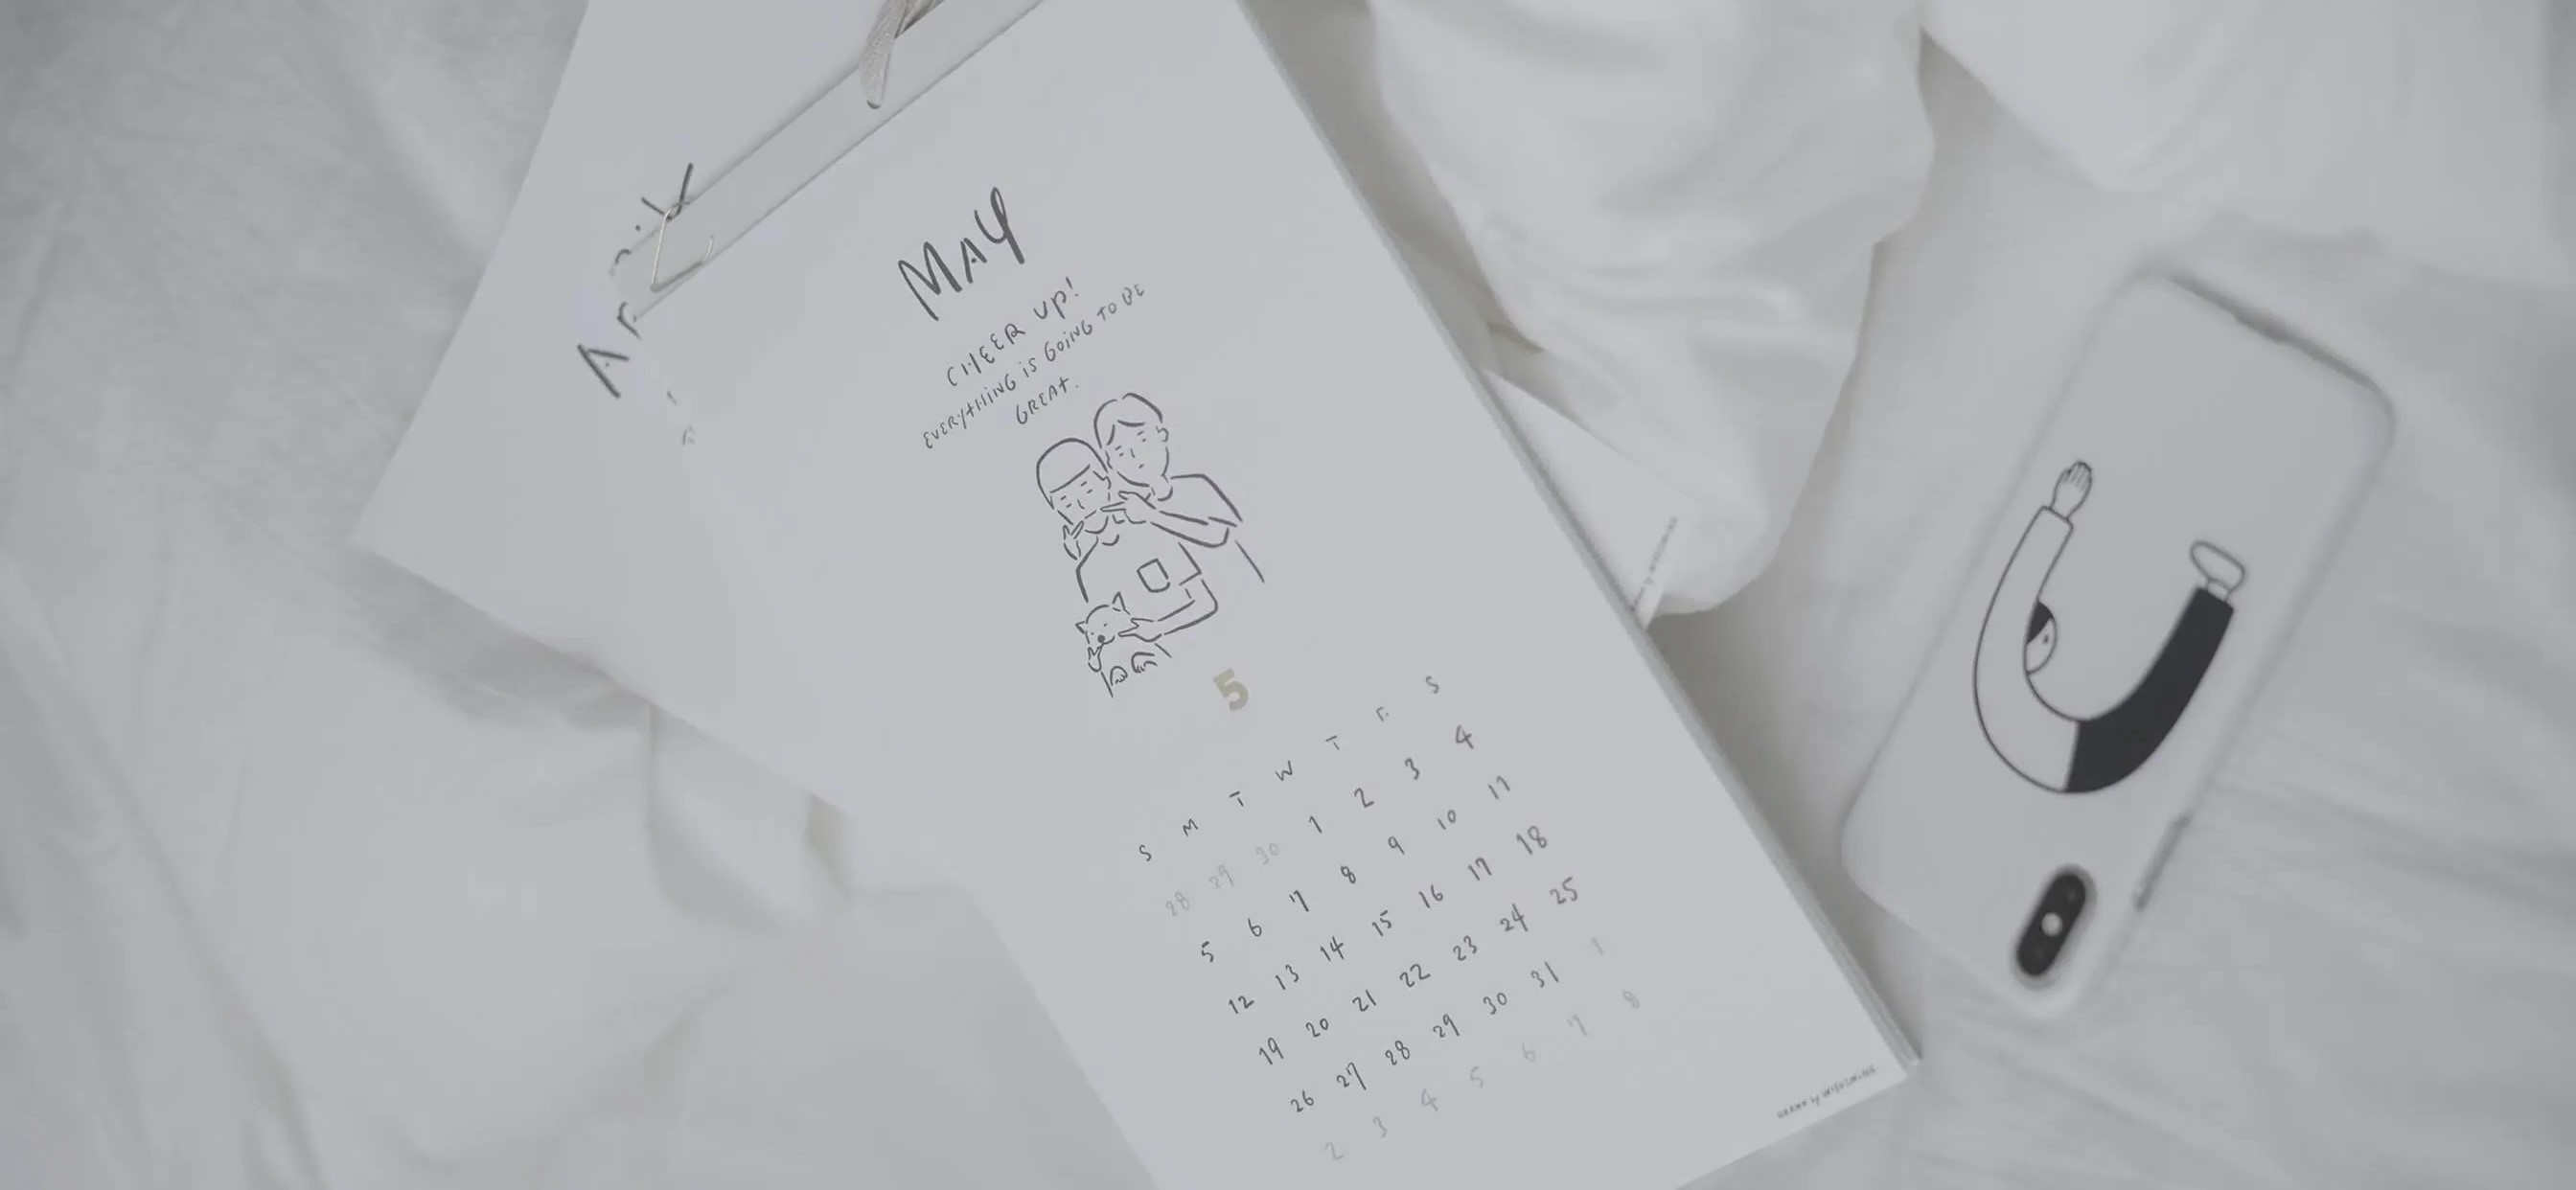 April
MAY
CHEER UP!
EVERYTHING IS GOING TO BE
GREAT.
5
S M T W T F S
28 29 30 1 2 3 4
5 6 7 8 9 10 11
12 13 14 15 16 17 18
19 20 21 22 23 24 25
26 27 28 29 30 31 1
2 3 4 5 6 7 8